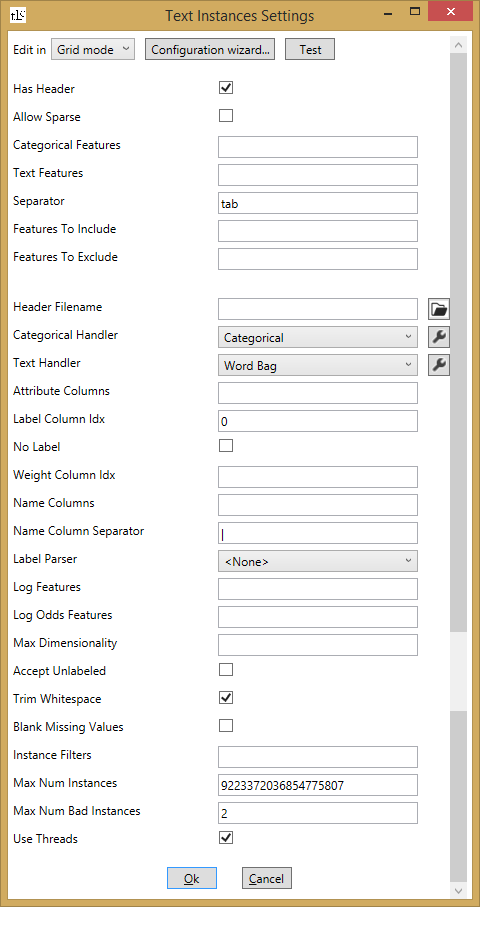 tlc Text Instances Settings
Edit in Grid mode Configuration wizard... Test
Has Header
Allow Sparse
Categorical Features
Text Features
Separator tab
Features To Include
Features To Exclude
Header Filename
Categorical Handler Categorical
Text Handler Word Bag
Attribute Columns
Label Column Idx 0
No Label
Weight Column Idx
Name Columns
Name Column Separator |
Label Parser <None>
Log Features
Log Odds Features
Max Dimensionality
Accept Unlabeled
Trim Whitespace
Blank Missing Values
Instance Filters
Max Num Instances 9223372036854775807
Max Num Bad Instances 2
Use Threads
Ok Cancel